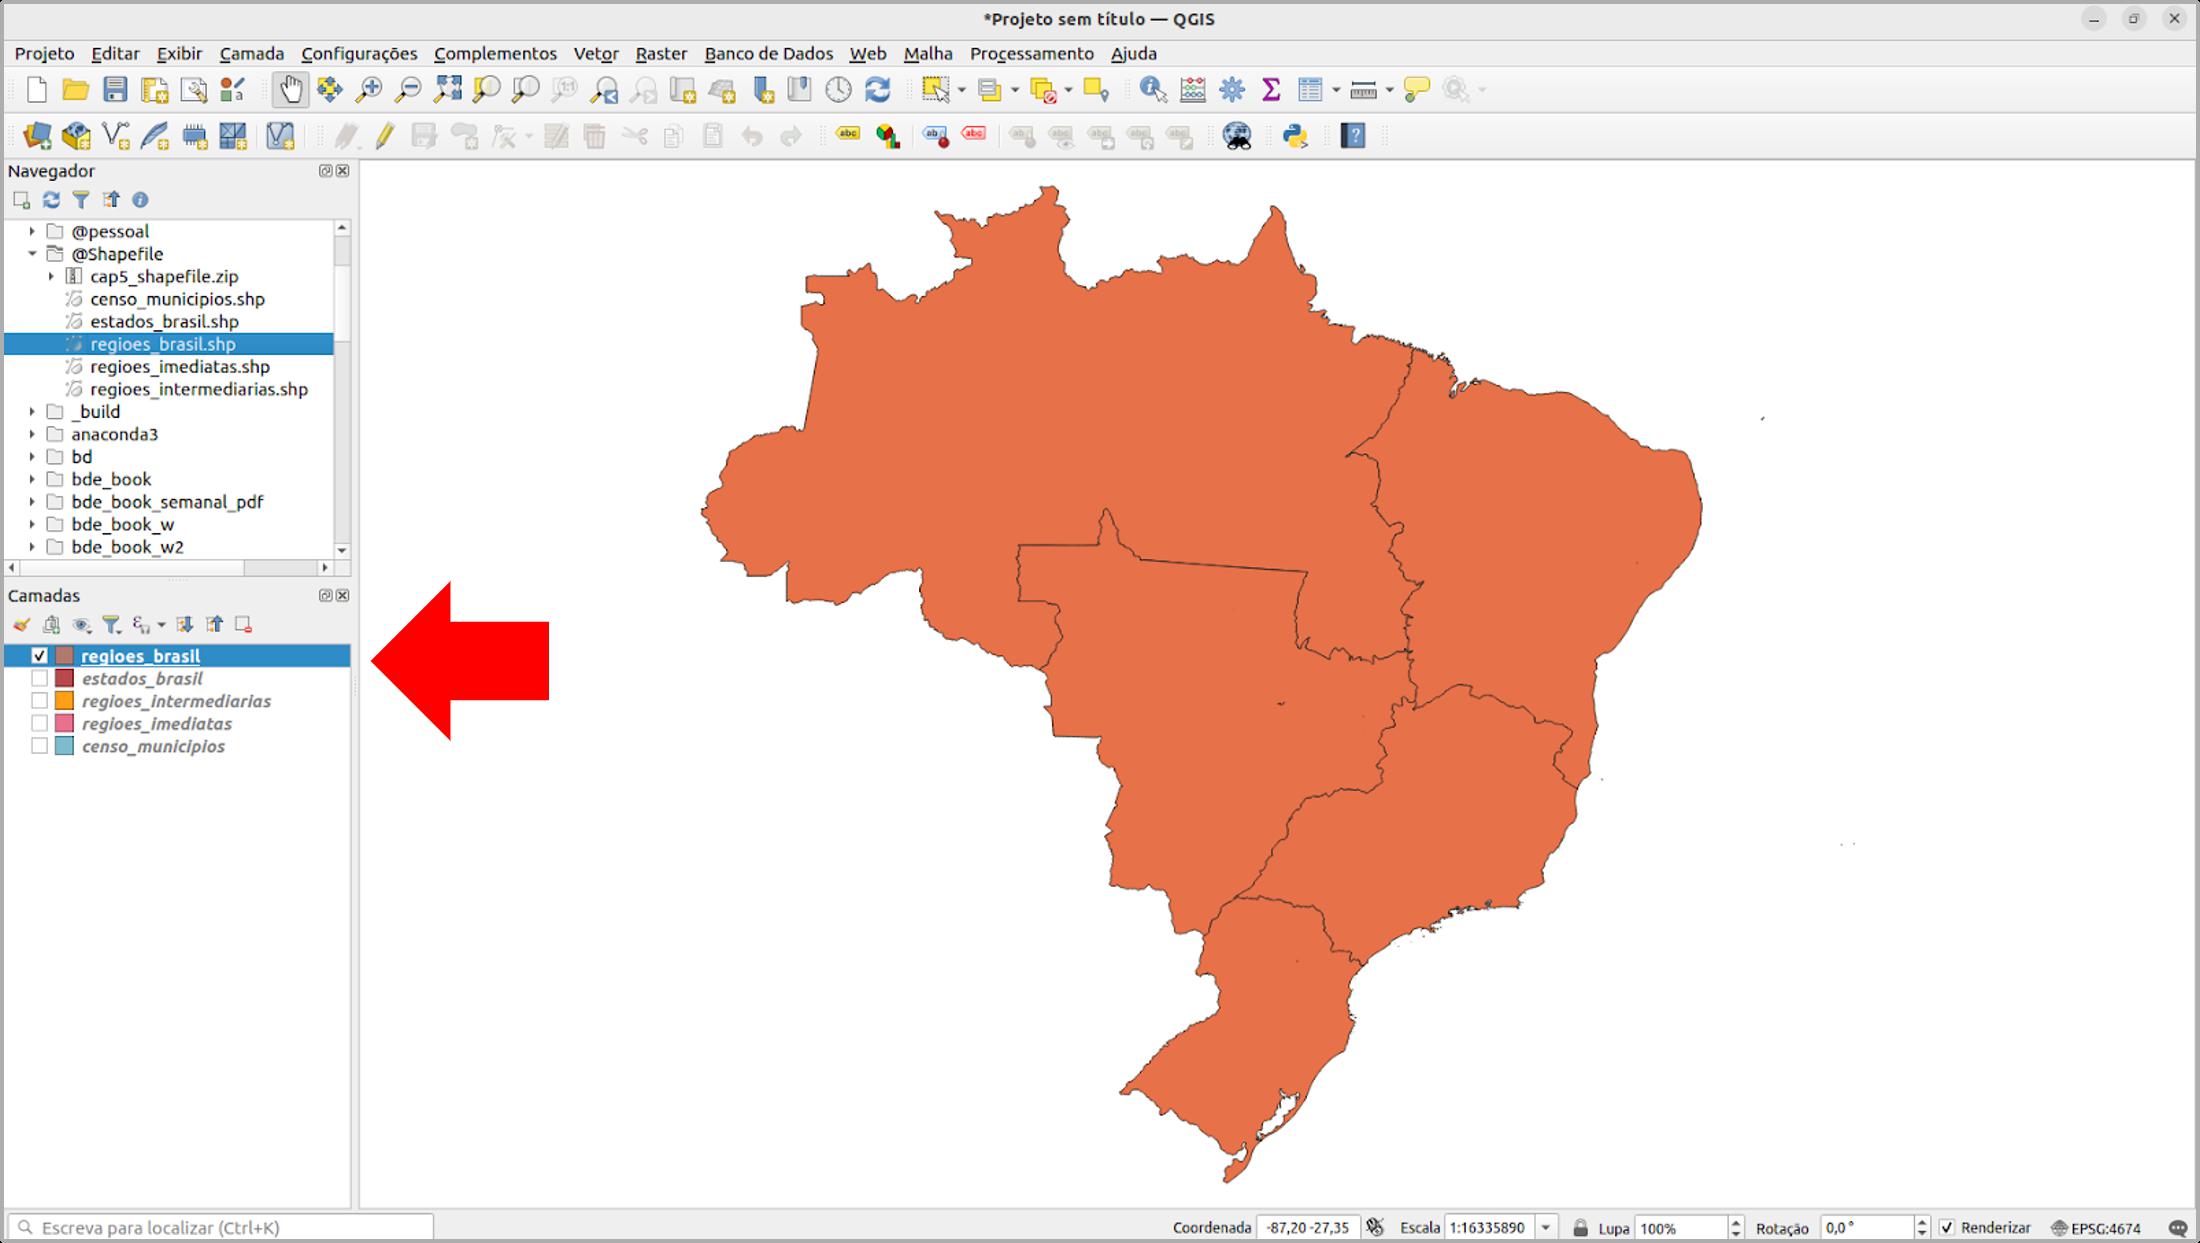 *Projeto sem título — QGIS
Projeto Editar Exibir Camada Configurações Complementos Vetor Raster Banco de Dados Web Malha Processamento Ajuda
Navegador
@pessoal
@Shapefile
cap5_shapefile.zip
censo_municipios.shp
estados_brasil.shp
regioes_brasil.shp
regioes_imediatas.shp
regioes_intermediarias.shp
_build
anaconda3
bd
bde_book
bde_book_semanal_pdf
bde_book_w
bde_book_w2
Camadas
regioes_brasil
estados_brasil
regioes_intermediarias
regioes_imediatas
censo_municipios
Escreva para localizar (Ctrl+K) Coordenada -87,20 -27,35 Escala 1:16335890 Lupa 100% Rotação 0,0 ° Renderizar EPSG:4674